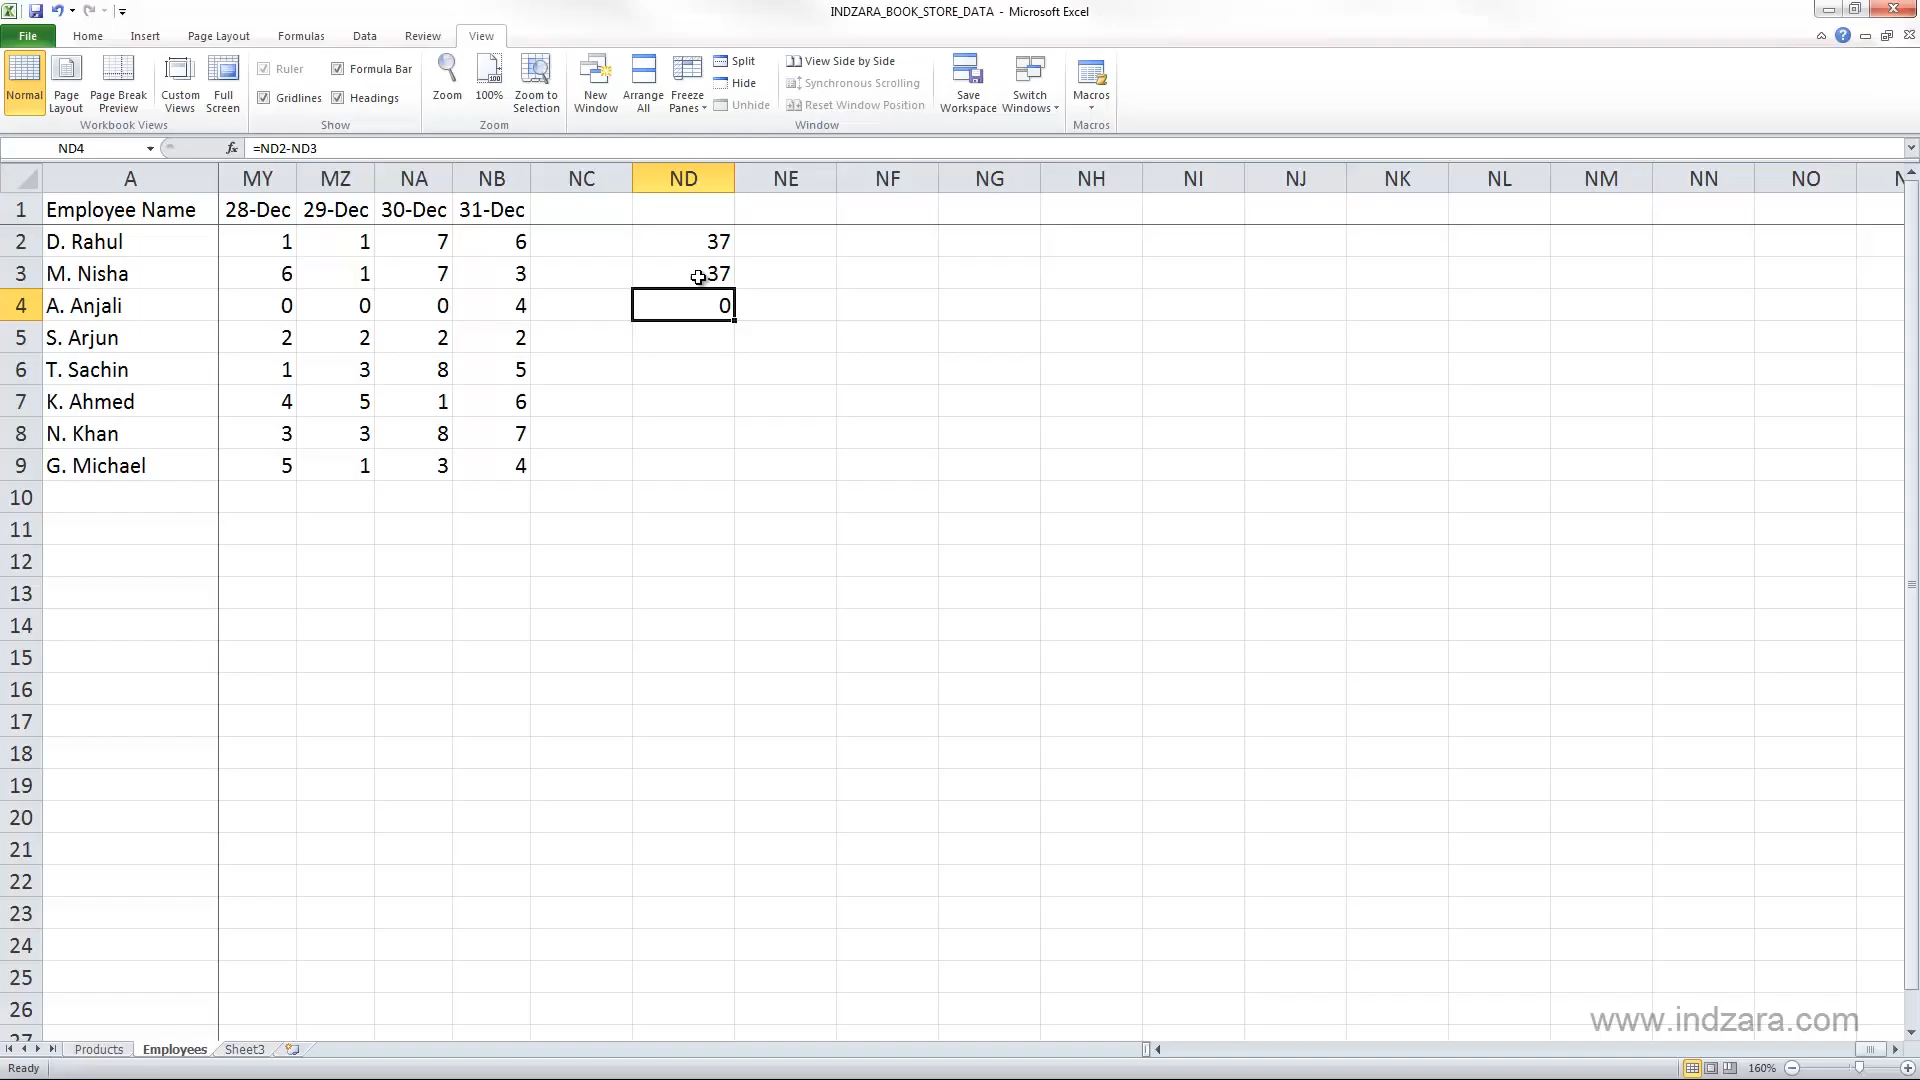 INDZARA_BOOK_STORE_DATA - Microsoft Excel
File Home Insert Page Layout Formulas Data Review View
Normal Page Layout Page Break Preview Custom Views Full Screen
Workbook Views
Ruler Formula Bar
Gridlines Headings
Show
Zoom 100% Zoom to Selection
Zoom
New Window Arrange All Freeze Panes Split Hide Unhide
View Side by Side
Synchronous Scrolling
Reset Window Position
Save Workspace Switch Windows
Window
Macros
Macros
ND4 fx =ND2-ND3
A MY MZ NA NB NC ND NE NF NG NH NI NJ NK NL NM NN NO
1 Employee Name 28-Dec 29-Dec 30-Dec 31-Dec
2 D. Rahul 1 1 7 6 37
3 M. Nisha 6 1 7 3 37
4 A. Anjali 0 0 0 4 0
5 S. Arjun 2 2 2 2
6 T. Sachin 1 3 8 5
7 K. Ahmed 4 5 1 6
8 N. Khan 3 3 8 7
9 G. Michael 5 1 3 4
10
11
12
13
14
15
16
17
18
19
20
21
22
23
24
25
26
27
www.indzara.com
Products Employees Sheet3
Ready 160%